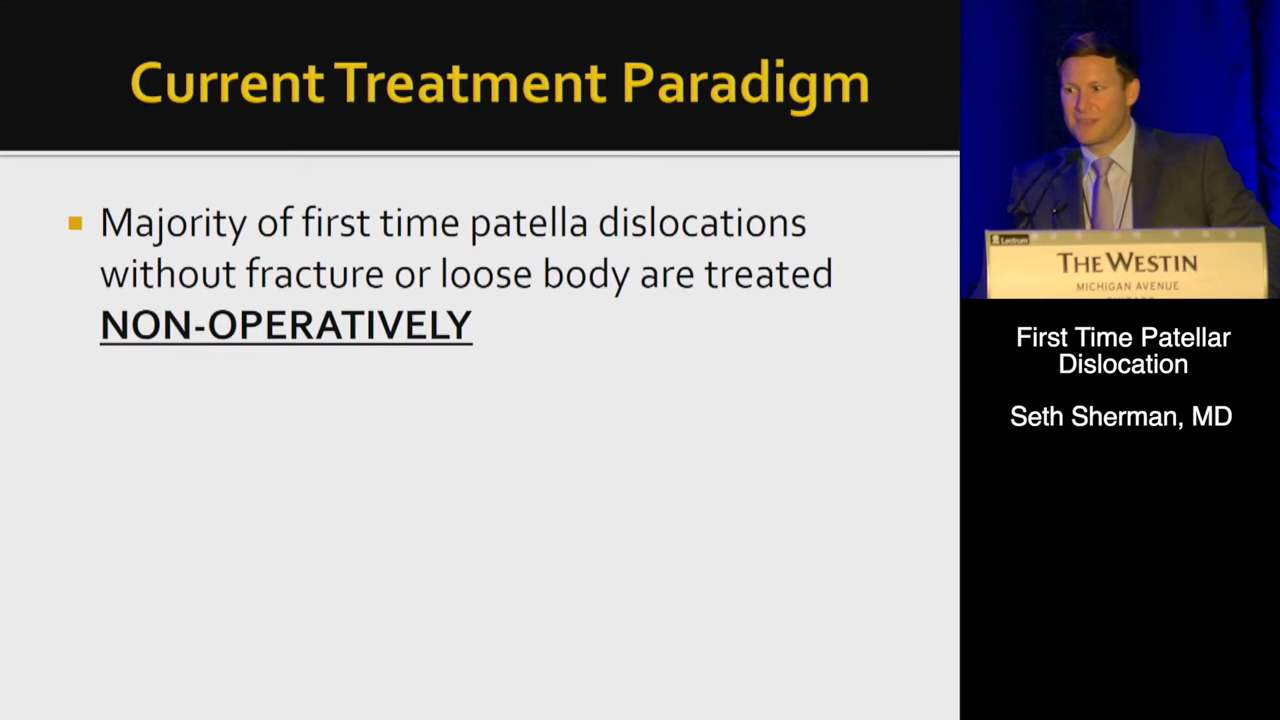 Current Treatment Paradigm
Majority of first time patella dislocations
without fracture or loose body are treated
NON-OPERATIVELY
Lectrum
THE WESTIN
MICHIGAN AVENUE
First Time Patellar
Dislocation
Seth Sherman, MD